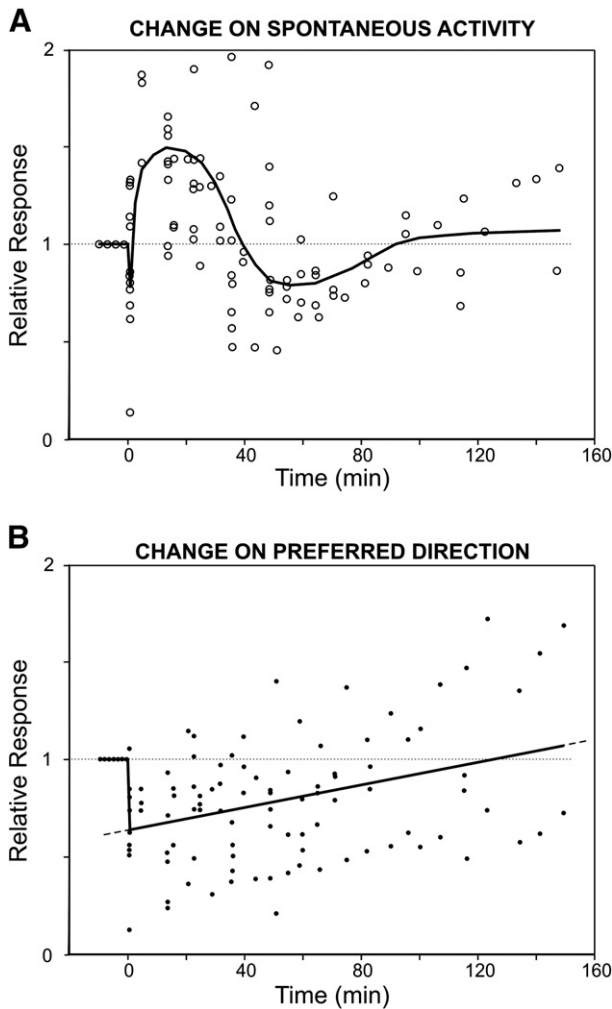 A
CHANGE ON SPONTANEOUS ACTIVITY
2
1
0
Relative Response
0 40 80 120 160
Time (min)
B
CHANGE ON PREFERRED DIRECTION
2
1
0
Relative Response
0 40 80 120 160
Time (min)